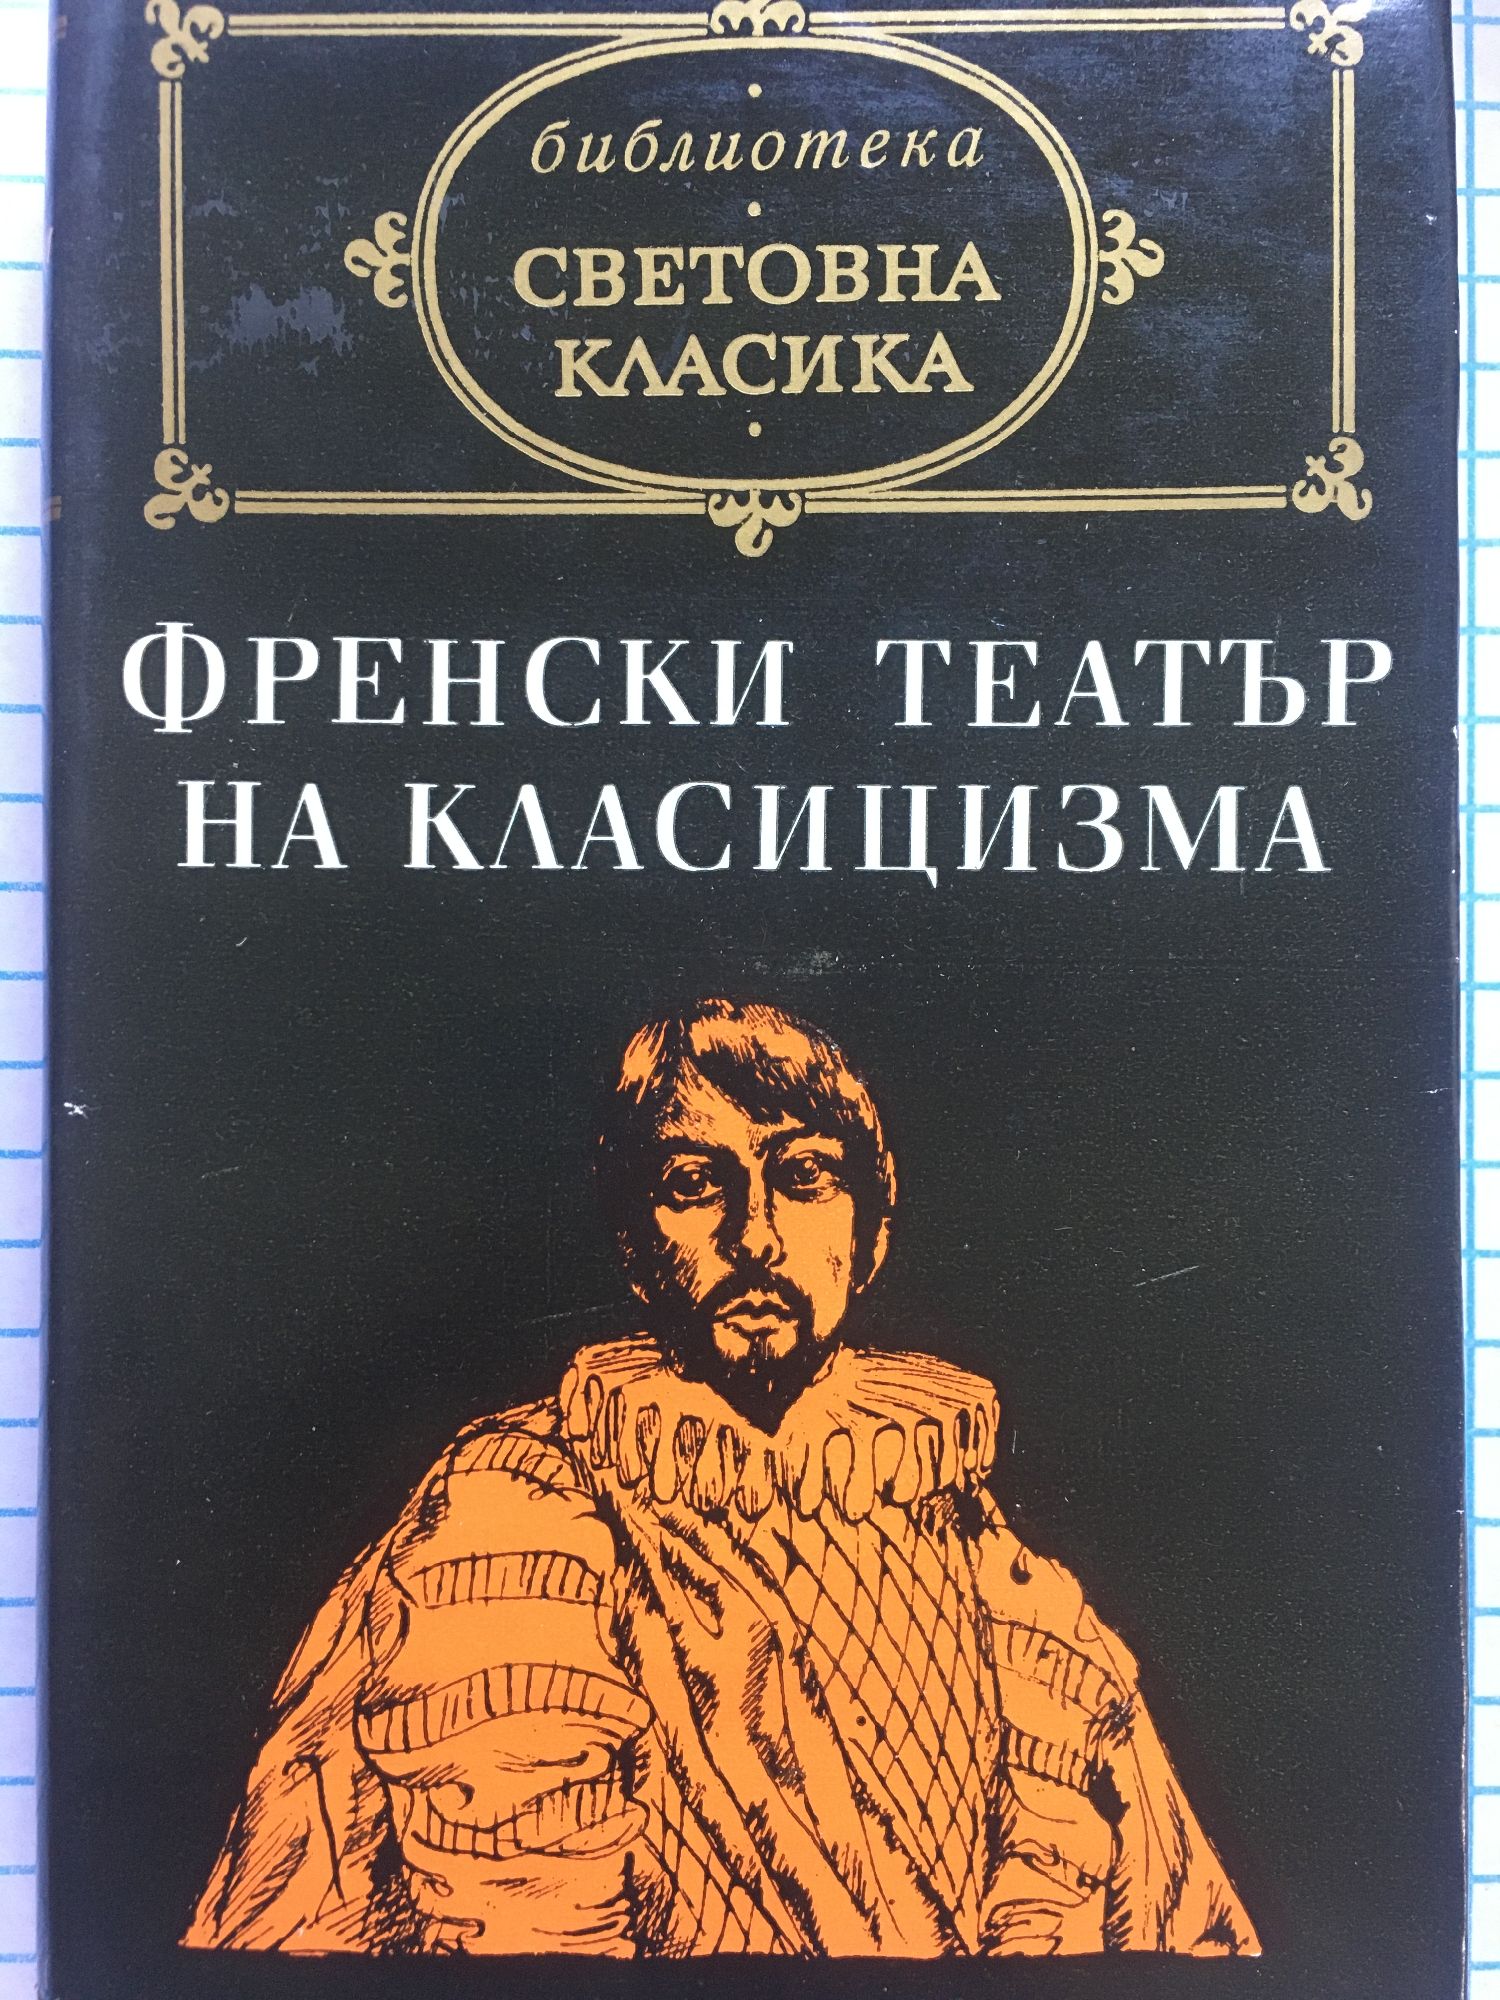 библиотека
СВЕТОВНА
КЛАСИКА
ФРЕНСКИ ТЕАТЪР
НА КЛАСИЦИЗМА